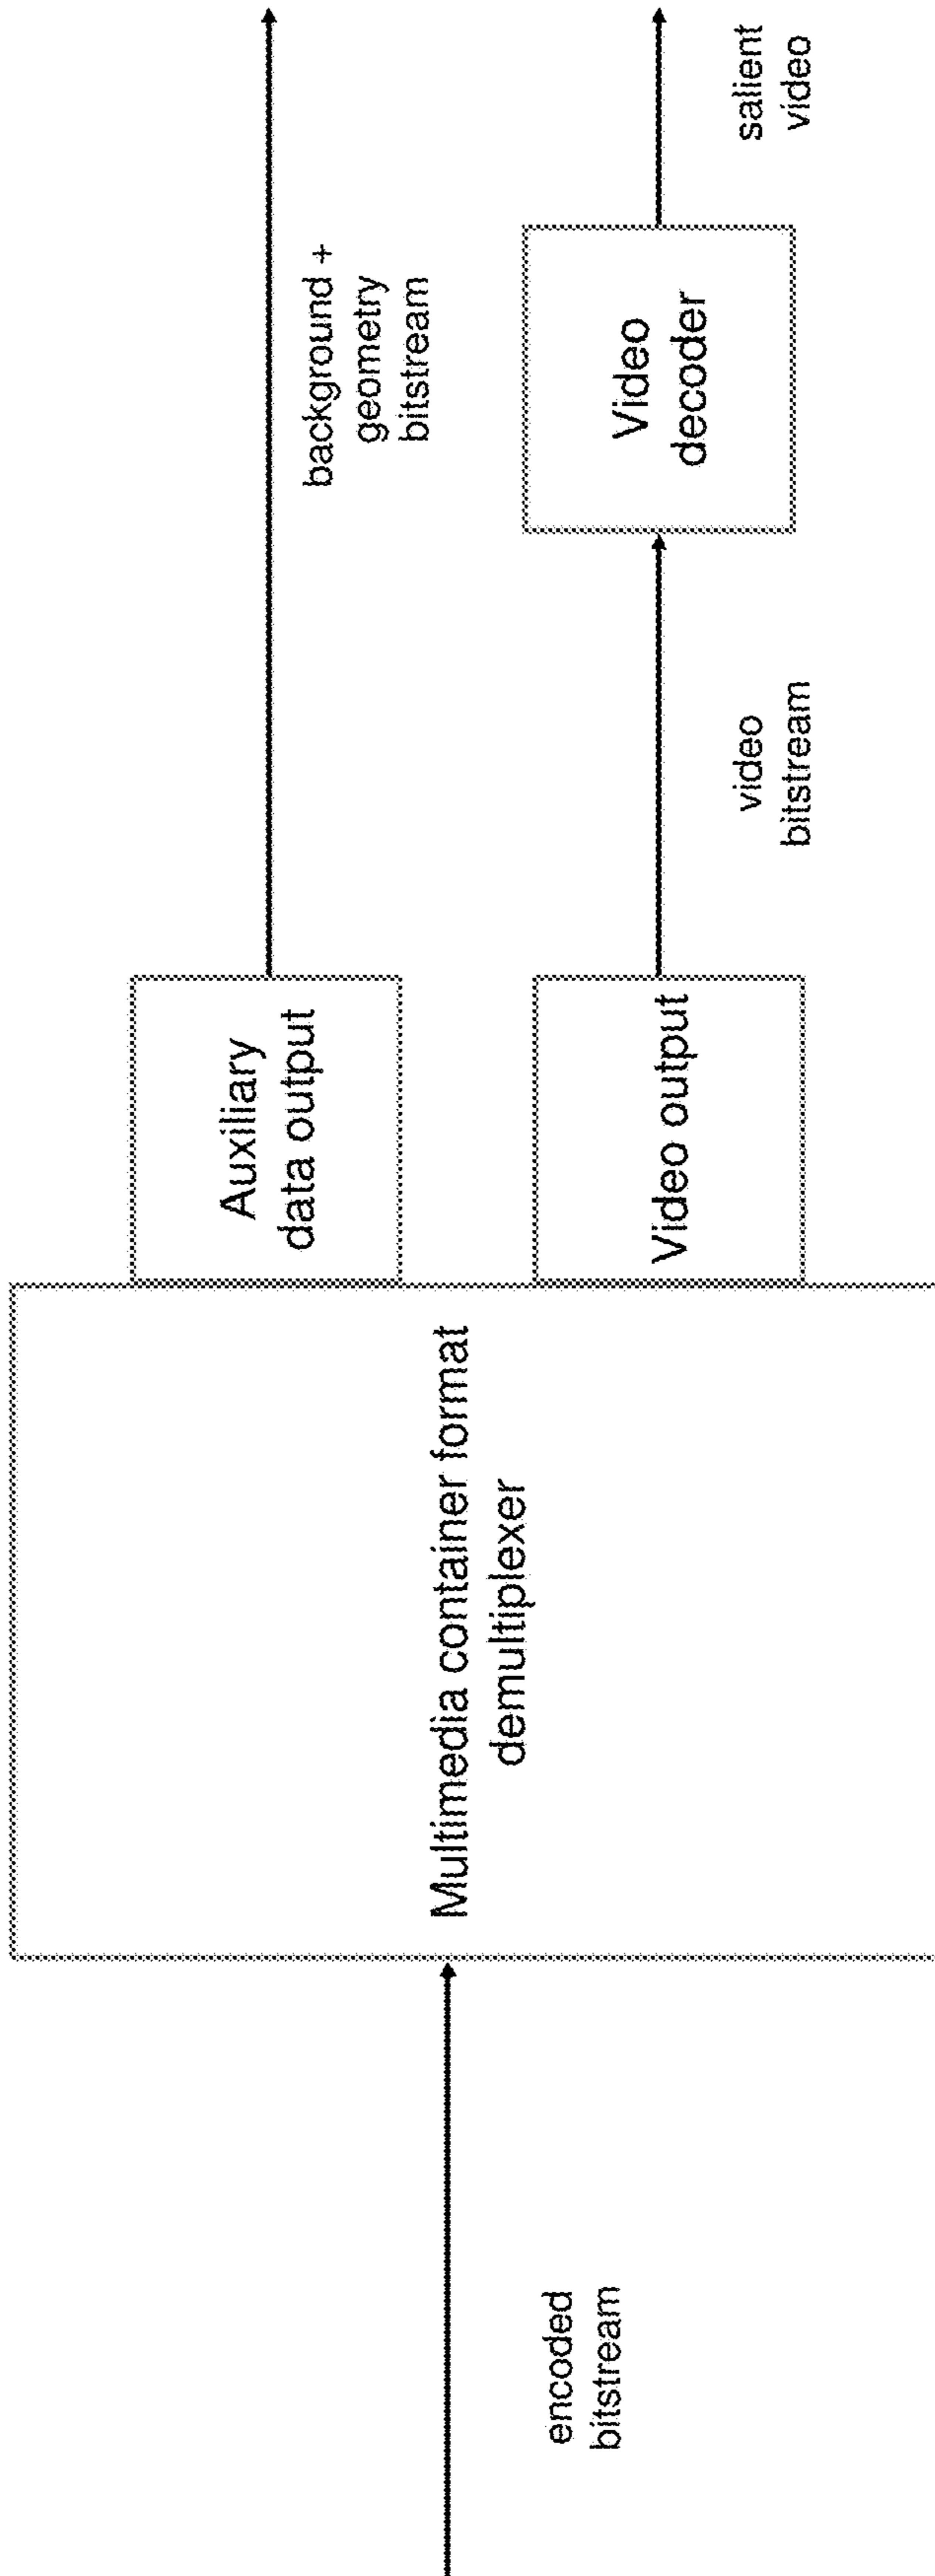 encoded
bitstream
Multimedia container format
demultiplexer
Auxiliary
data output
background +
geometry
bitstream
Video output
video
bitstream
Video
decoder
salient
video